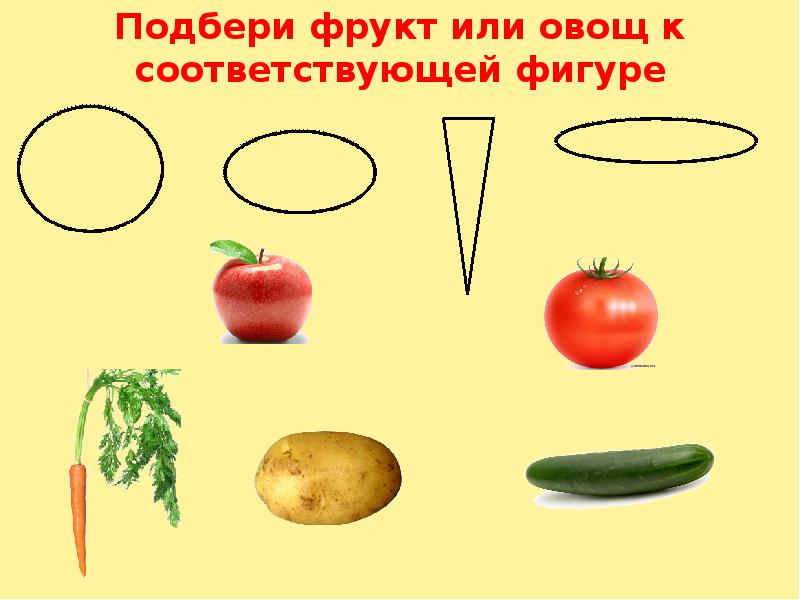 Подбери фрукт или овощ к
соответствующей фигуре